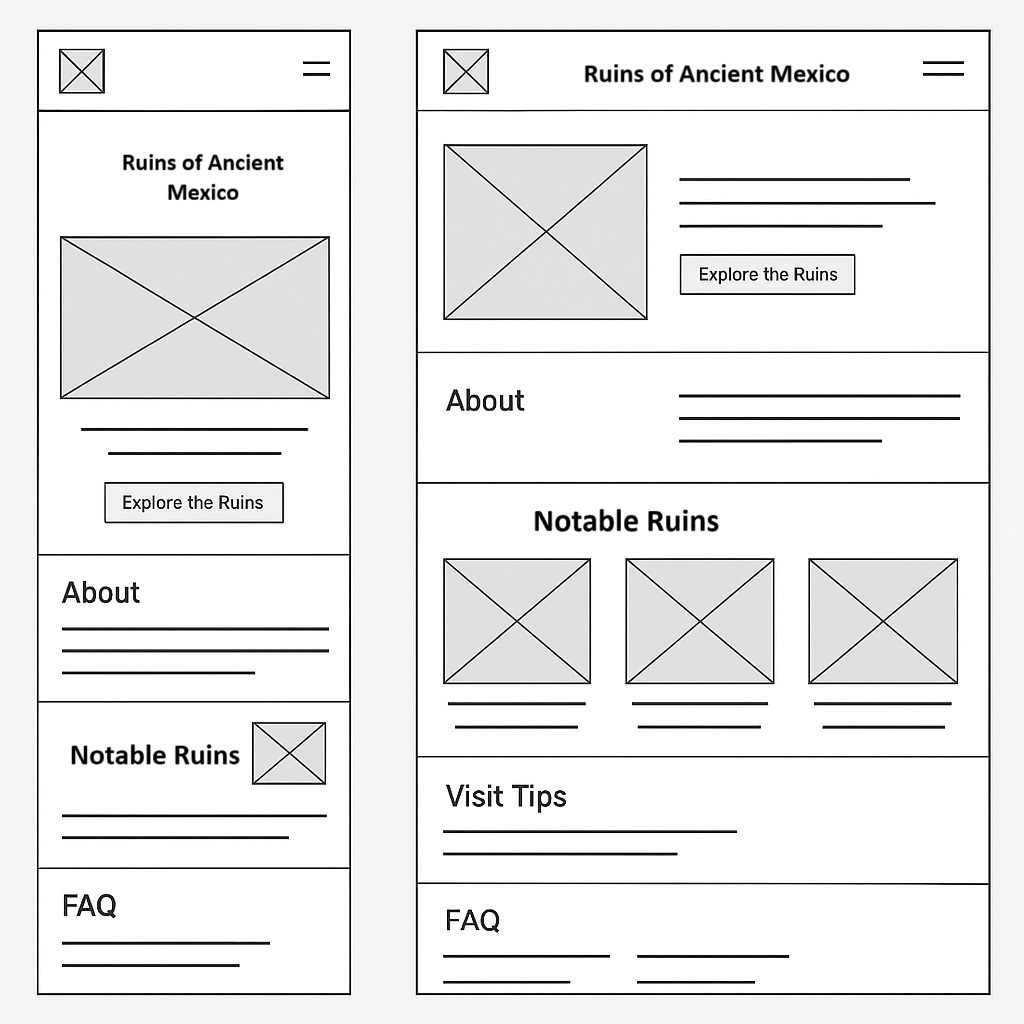 Ruins of Ancient
Mexico
Explore the Ruins
About
Notable Ruins
FAQ
Ruins of Ancient Mexico
Explore the Ruins
About
Notable Ruins
Visit Tips
FAQ